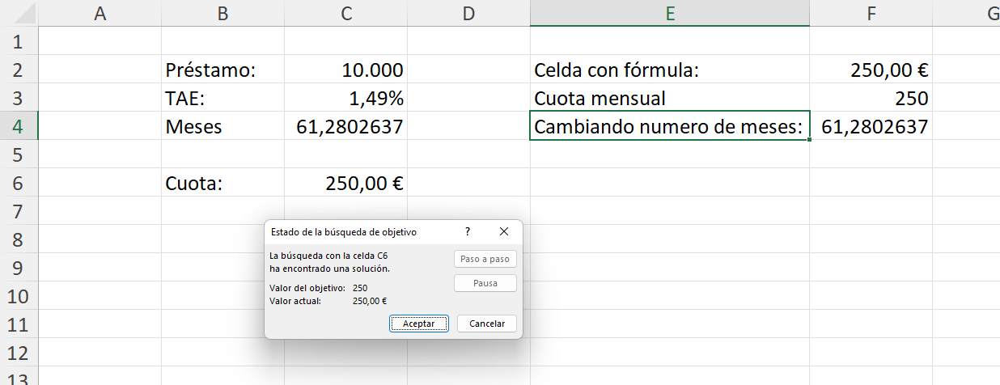 A B C D E F G
1
2 Préstamo: 10.000 Celda con fórmula: 250,00 €
3 TAE: 1,49% Cuota mensual 250
4 Meses 61,2802637 Cambiando numero de meses: 61,2802637
5
6 Cuota: 250,00 €
7
8
9
10
11
12
13
Estado de la búsqueda de objetivo ?
La búsqueda con la celda C6
ha encontrado una solución.
Valor del objetivo: 250
Valor actual: 250,00 €
Paso a paso
Pausa
Aceptar Cancelar